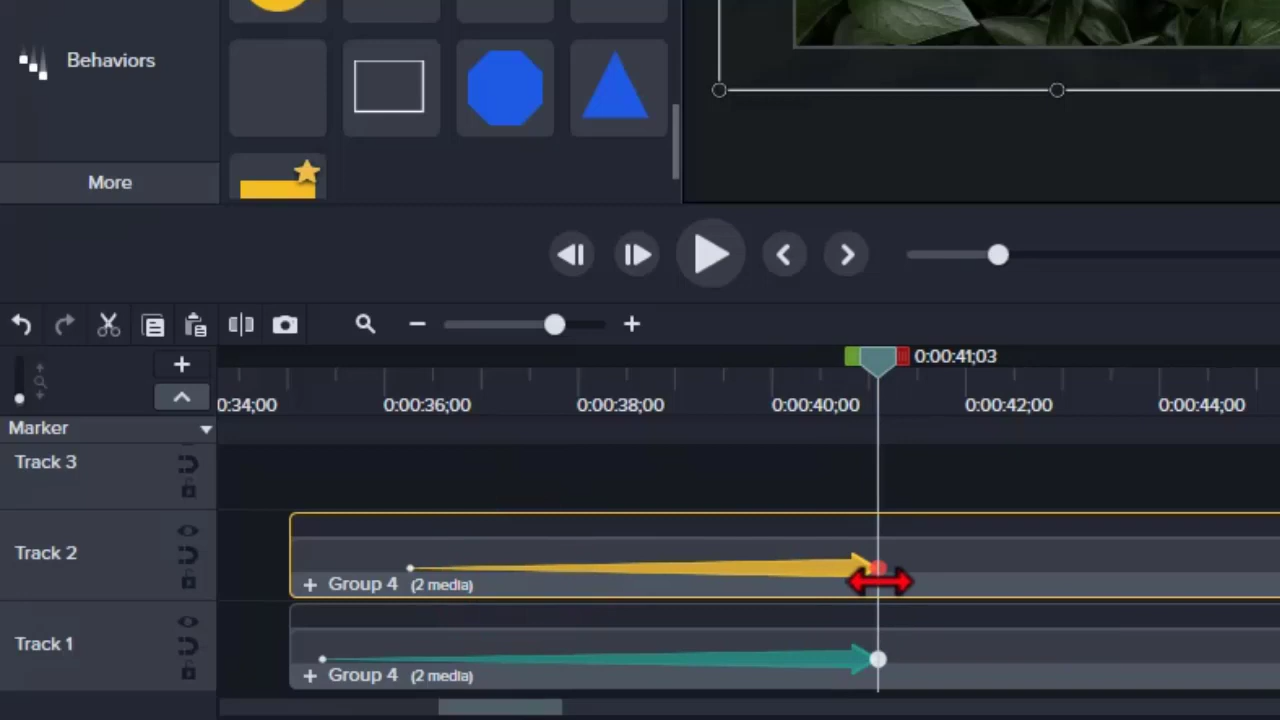 Behaviors
More
0:00:41;03
0:34;00
0:00:36;00
0:00:38;00
0:00:40;00
0:00:42;00
0:00:44;00
Marker
Track 3
Track 2
+ Group 4 (2 media)
Track 1
+ Group 4 (2 media)